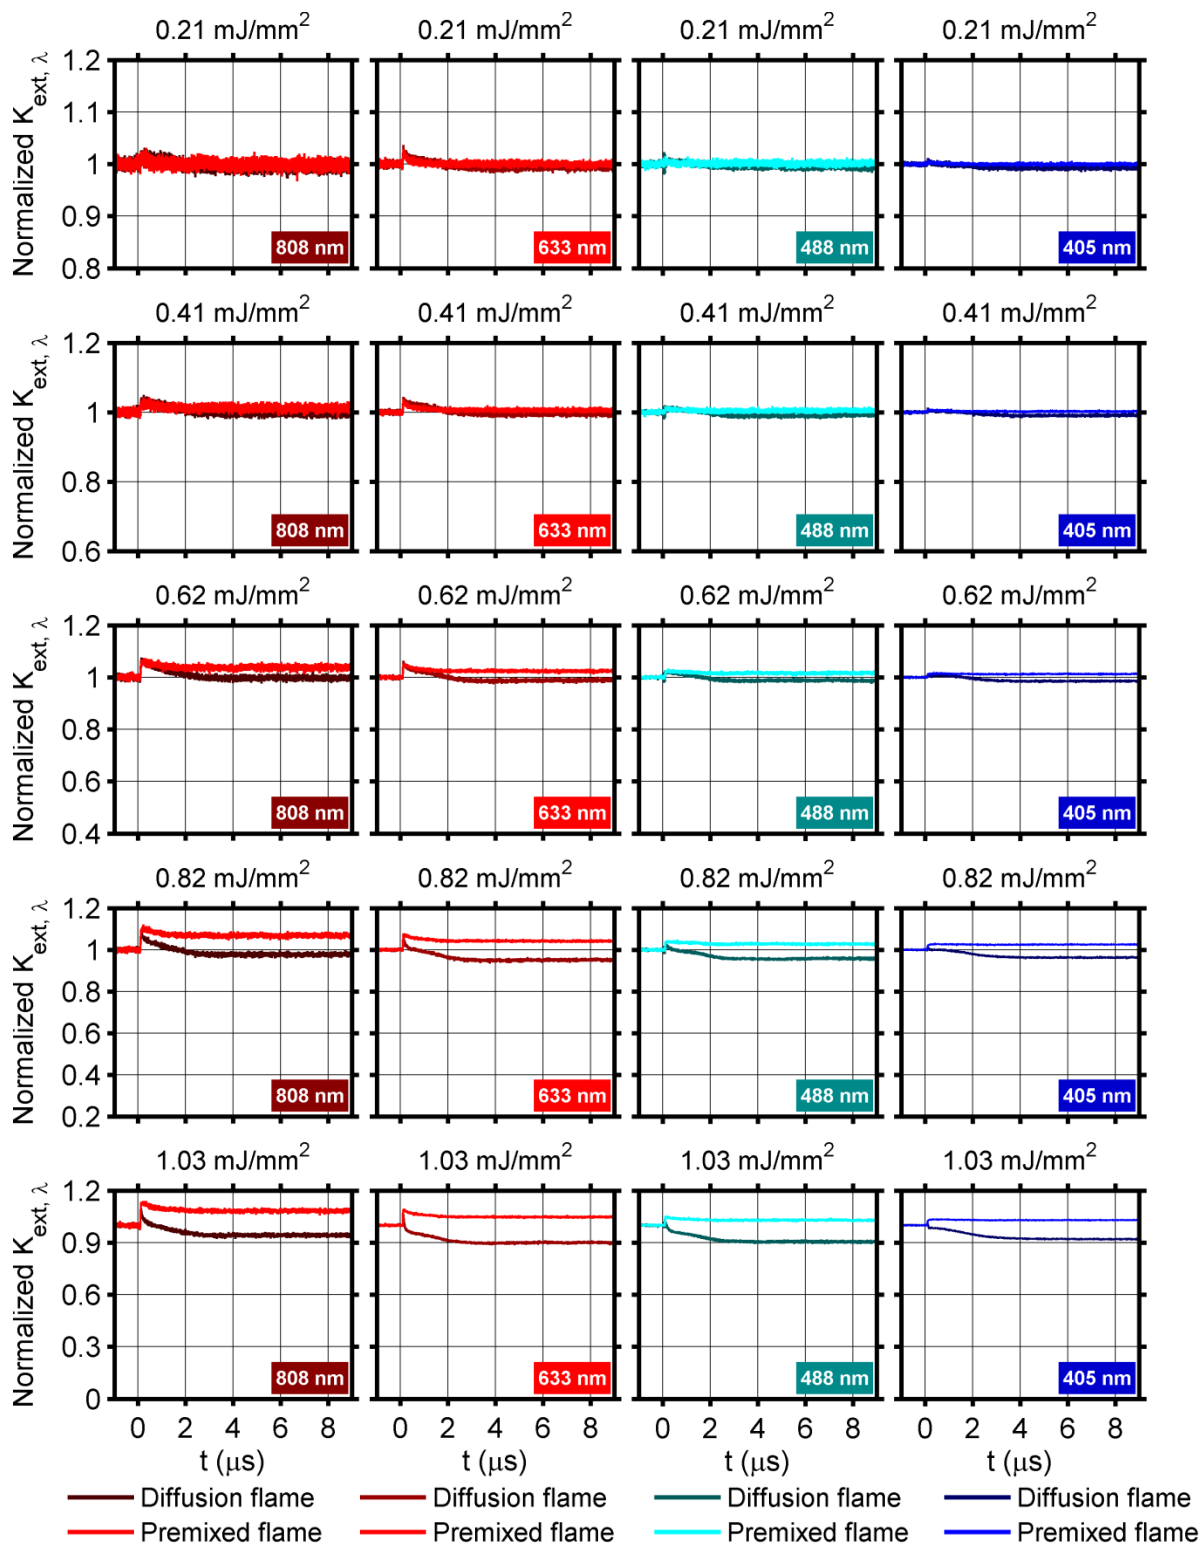 0.21 mJ/mm² 0.21 mJ/mm² 0.21 mJ/mm² 0.21 mJ/mm²
Normalized K_ext, λ
1.2
1.1
1
0.9
0.8
808 nm 633 nm 488 nm 405 nm
0.41 mJ/mm² 0.41 mJ/mm² 0.41 mJ/mm² 0.41 mJ/mm²
Normalized K_ext, λ
1.2
1
0.8
0.6
808 nm 633 nm 488 nm 405 nm
0.62 mJ/mm² 0.62 mJ/mm² 0.62 mJ/mm² 0.62 mJ/mm²
Normalized K_ext, λ
1.2
1
0.8
0.6
0.4
808 nm 633 nm 488 nm 405 nm
0.82 mJ/mm² 0.82 mJ/mm² 0.82 mJ/mm² 0.82 mJ/mm²
Normalized K_ext, λ
1.2
1
0.8
0.6
0.4
0.2
808 nm 633 nm 488 nm 405 nm
1.03 mJ/mm² 1.03 mJ/mm² 1.03 mJ/mm² 1.03 mJ/mm²
Normalized K_ext, λ
1.2
0.9
0.6
0.3
0
808 nm 633 nm 488 nm 405 nm
0 2 4 6 8 0 2 4 6 8 0 2 4 6 8 0 2 4 6 8
t (μs) t (μs) t (μs) t (μs)
Diffusion flame Diffusion flame Diffusion flame Diffusion flame
Premixed flame Premixed flame Premixed flame Premixed flame